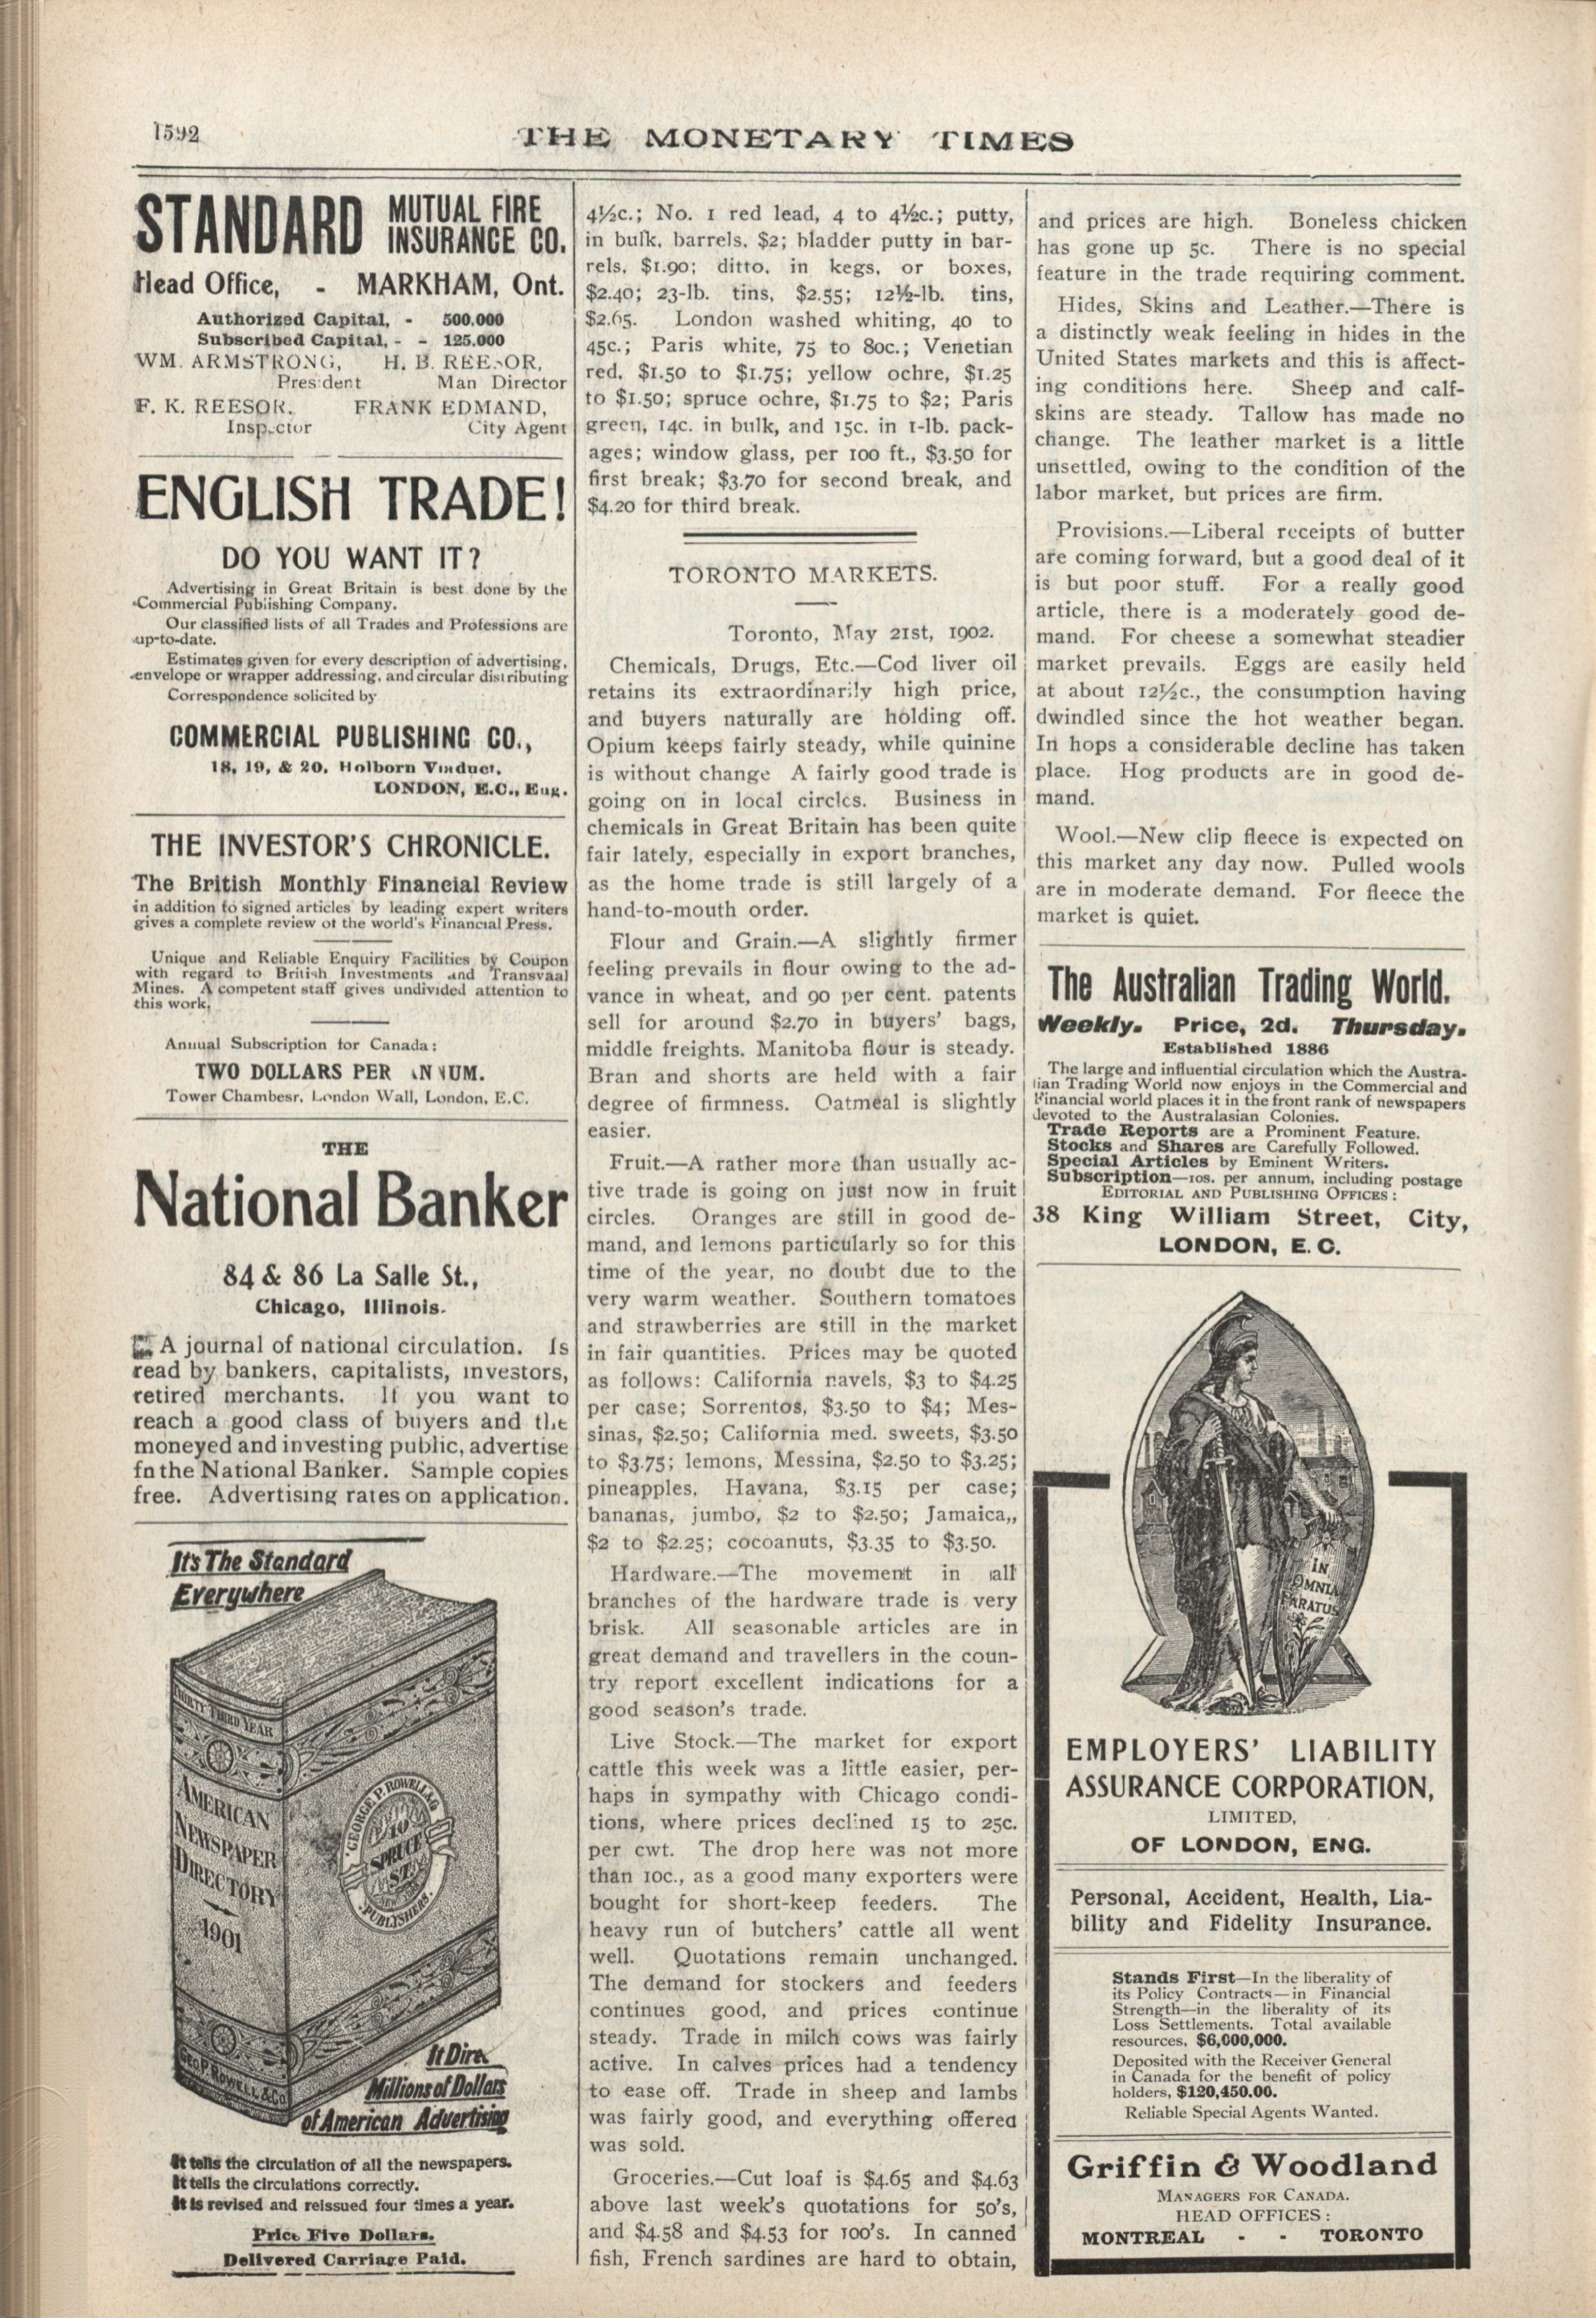 1592
THE MONETARY TIMES
STANDARD MUTUAL FIRE
INSURANCE CO.
Head Office, - MARKHAM, Ont.
Authorized Capital, - 500.000
Subscribed Capital, - - 125.000
WM. ARMSTRONG, H. B. REESOR,
President Man Director
F. K. REESOR, FRANK EDMAND,
Inspector City Agent
ENGLISH TRADE!
DO YOU WANT IT?
Advertising in Great Britain is best done by the
Commercial Publishing Company.
Our classified lists of all Trades and Professions are
up-to-date.
Estimates given for every description of advertising,
envelope or wrapper addressing, and circular distributing
Correspondence solicited by
COMMERCIAL PUBLISHING CO.,
18, 19, & 20, Holborn Viaduct,
LONDON, E.C., Eng.
THE INVESTOR'S CHRONICLE.
The British Monthly Financial Review
in addition to signed articles by leading expert writers
gives a complete review of the world's Financial Press.
Unique and Reliable Enquiry Facilities by Coupon
with regard to British Investments and Transvaal
Mines. A competent staff gives undivided attention to
this work,
Annual Subscription for Canada:
TWO DOLLARS PER ANNUM.
Tower Chambesr, London Wall, London, E.C.
THE
National Banker
84 & 86 La Salle St.,
Chicago, Illinois.
A journal of national circulation. Is
read by bankers, capitalists, investors,
retired merchants. If you want to
reach a good class of buyers and the
moneyed and investing public, advertise
in the National Banker. Sample copies
free. Advertising rates on application.
It's The Standard
Everywhere
THIRTY THIRD YEAR
AMERICAN
NEWSPAPER
DIRECTORY
1901
GEO. P. ROWELL & Co
GEORGE P. ROWELL & CO
10
SPRUCE
ST.
PUBLISHERS.
It Dire
Millions of Dollars
of American Advertising
It tells the circulation of all the newspapers.
It tells the circulations correctly.
It is revised and reissued four times a year.
Price Five Dollars.
Delivered Carriage Paid.
4½c.; No. 1 red lead, 4 to 4½c.; putty,
in bulk, barrels, $2; bladder putty in bar-
rels, $1.90; ditto, in kegs, or boxes,
$2.40; 23-lb. tins, $2.55; 12½-lb. tins,
$2.65. London washed whiting, 40 to
45c.; Paris white, 75 to 80c.; Venetian
red, $1.50 to $1.75; yellow ochre, $1.25
to $1.50; spruce ochre, $1.75 to $2; Paris
green, 14c. in bulk, and 15c. in 1-lb. pack-
ages; window glass, per 100 ft., $3.50 for
first break; $3.70 for second break, and
$4.20 for third break.
TORONTO MARKETS.
Toronto, May 21st, 1902.
Chemicals, Drugs, Etc.—Cod liver oil
retains its extraordinarily high price,
and buyers naturally are holding off.
Opium keeps fairly steady, while quinine
is without change A fairly good trade is
going on in local circles. Business in
chemicals in Great Britain has been quite
fair lately, especially in export branches,
as the home trade is still largely of a
hand-to-mouth order.
Flour and Grain.—A slightly firmer
feeling prevails in flour owing to the ad-
vance in wheat, and 90 per cent. patents
sell for around $2.70 in buyers' bags,
middle freights. Manitoba flour is steady.
Bran and shorts are held with a fair
degree of firmness. Oatmeal is slightly
easier.
Fruit.—A rather more than usually ac-
tive trade is going on just now in fruit
circles. Oranges are still in good de-
mand, and lemons particularly so for this
time of the year, no doubt due to the
very warm weather. Southern tomatoes
and strawberries are still in the market
in fair quantities. Prices may be quoted
as follows: California navels, $3 to $4.25
per case; Sorrentos, $3.50 to $4; Mes-
sinas, $2.50; California med. sweets, $3.50
to $3.75; lemons, Messina, $2.50 to $3.25;
pineapples, Havana, $3.15 per case;
bananas, jumbo, $2 to $2.50; Jamaica,,
$2 to $2.25; cocoanuts, $3.35 to $3.50.
Hardware.—The movement in all
branches of the hardware trade is very
brisk. All seasonable articles are in
great demand and travellers in the coun-
try report excellent indications for a
good season's trade.
Live Stock.—The market for export
cattle this week was a little easier, per-
haps in sympathy with Chicago condi-
tions, where prices declined 15 to 25c.
per cwt. The drop here was not more
than 10c., as a good many exporters were
bought for short-keep feeders. The
heavy run of butchers' cattle all went
well. Quotations remain unchanged.
The demand for stockers and feeders
continues good, and prices continue
steady. Trade in milch cows was fairly
active. In calves prices had a tendency
to ease off. Trade in sheep and lambs
was fairly good, and everything offered
was sold.
Groceries.—Cut loaf is $4.65 and $4.63
above last week's quotations for 50's,
and $4.58 and $4.53 for 100's. In canned
fish, French sardines are hard to obtain,
and prices are high. Boneless chicken
has gone up 5c. There is no special
feature in the trade requiring comment.
Hides, Skins and Leather.—There is
a distinctly weak feeling in hides in the
United States markets and this is affect-
ing conditions here. Sheep and calf-
skins are steady. Tallow has made no
change. The leather market is a little
unsettled, owing to the condition of the
labor market, but prices are firm.
Provisions.—Liberal receipts of butter
are coming forward, but a good deal of it
is but poor stuff. For a really good
article, there is a moderately good de-
mand. For cheese a somewhat steadier
market prevails. Eggs are easily held
at about 12½c., the consumption having
dwindled since the hot weather began.
In hops a considerable decline has taken
place. Hog products are in good de-
mand.
Wool.—New clip fleece is expected on
this market any day now. Pulled wools
are in moderate demand. For fleece the
market is quiet.
The Australian Trading World.
Weekly. Price, 2d. Thursday.
Established 1886
The large and influential circulation which the Austra-
lian Trading World now enjoys in the Commercial and
Financial world places it in the front rank of newspapers
devoted to the Australasian Colonies.
Trade Reports are a Prominent Feature.
Stocks and Shares are Carefully Followed.
Special Articles by Eminent Writers.
Subscription—10s. per annum, including postage
EDITORIAL AND PUBLISHING OFFICES:
38 King William Street, City,
LONDON, E. C.
IN
OMNIA
PARATUS
EMPLOYERS' LIABILITY
ASSURANCE CORPORATION,
LIMITED,
OF LONDON, ENG.
Personal, Accident, Health, Lia-
bility and Fidelity Insurance.
Stands First—In the liberality of
its Policy Contracts—in Financial
Strength—in the liberality of its
Loss Settlements. Total available
resources, $6,000,000.
Deposited with the Receiver General
in Canada for the benefit of policy
holders, $120,450.00.
Reliable Special Agents Wanted.
Griffin & Woodland
MANAGERS FOR CANADA.
HEAD OFFICES:
MONTREAL - - TORONTO